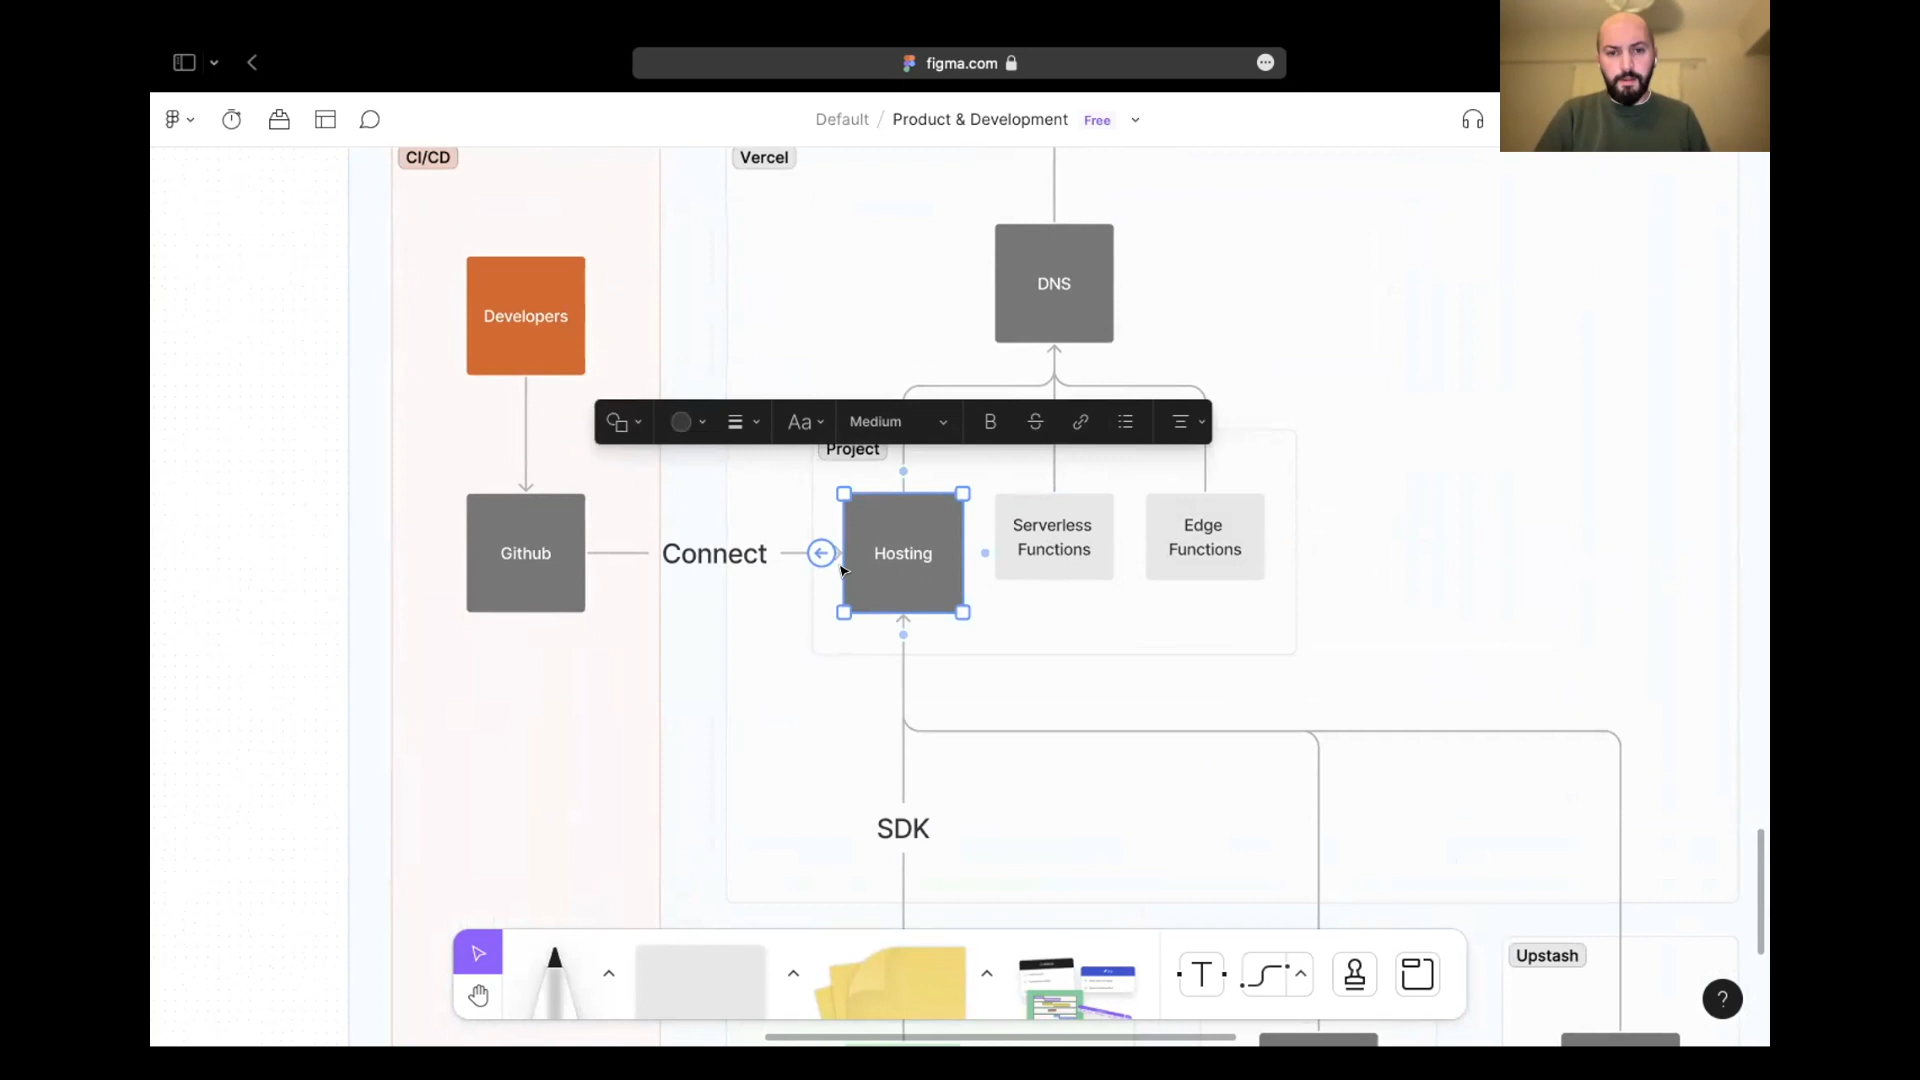 figma.com
Default / Product & Development Free
CI/CD
Vercel
DNS
Developers
Aa
Medium
B
S
Project
Github
Connect
Hosting
Serverless
Functions
Edge
Functions
SDK
T
Upstash
?